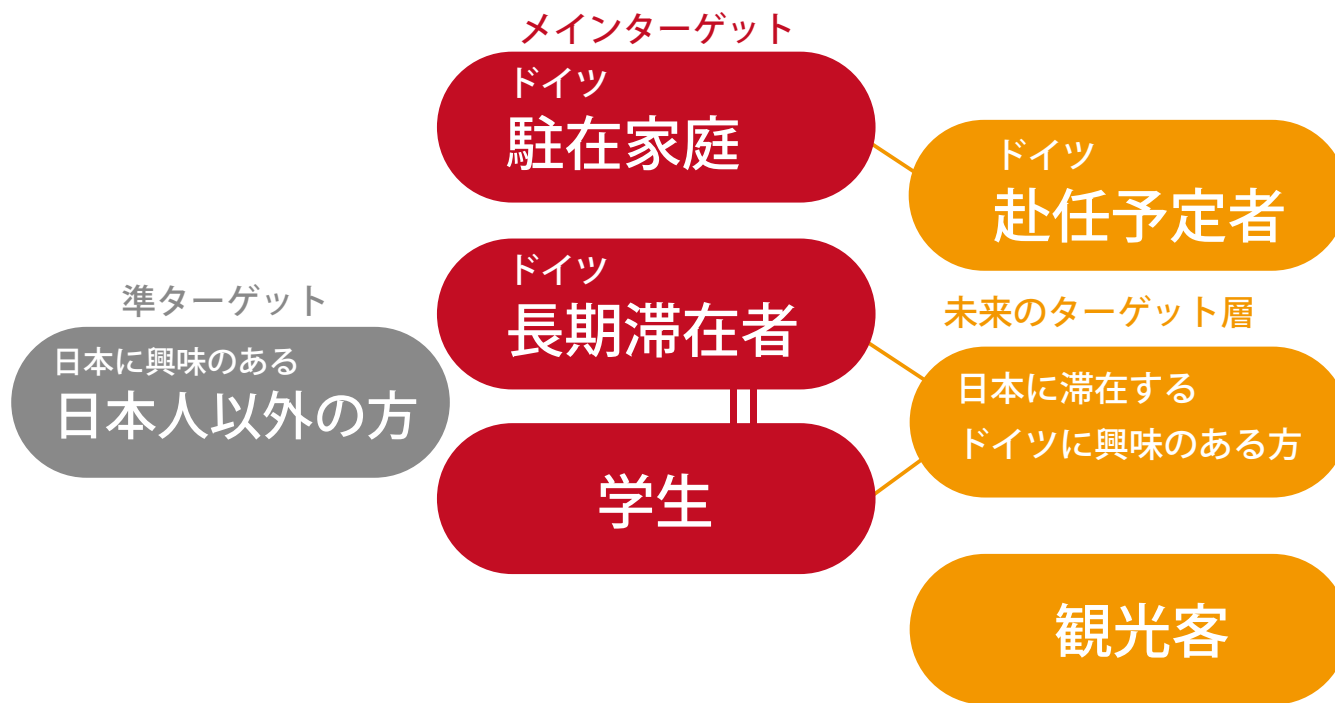 メインターゲット
ドイツ
駐在家庭
ドイツ
赴任予定者
ドイツ
長期滞在者
準ターゲット
日本に興味のある
日本人以外の方
未来のターゲット層
日本に滞在する
ドイツに興味のある方
学生
観光客